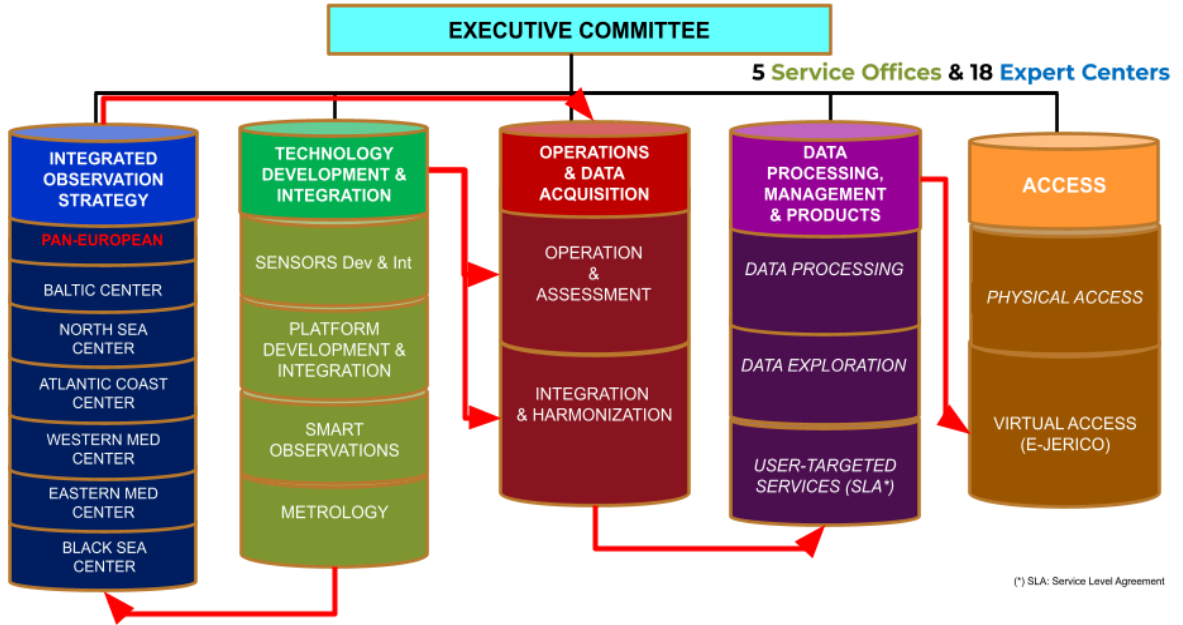 EXECUTIVE COMMITTEE
5 Service Offices & 18 Expert Centers
INTEGRATED
OBSERVATION
STRATEGY
PAN-EUROPEAN
BALTIC CENTER
NORTH SEA
CENTER
ATLANTIC COAST
CENTER
WESTERN MED
CENTER
EASTERN MED
CENTER
BLACK SEA
CENTER
TECHNOLOGY
DEVELOPMENT &
INTEGRATION
SENSORS Dev & Int
PLATFORM
DEVELOPMENT &
INTEGRATION
SMART
OBSERVATIONS
METROLOGY
OPERATIONS
& DATA
ACQUISITION
OPERATION
&
ASSESSMENT
INTEGRATION
& HARMONIZATION
DATA
PROCESSING,
MANAGEMENT
& PRODUCTS
DATA PROCESSING
DATA EXPLORATION
USER-TARGETED
SERVICES (SLA*)
ACCESS
PHYSICAL ACCESS
VIRTUAL ACCESS
(E-JERICO)
(*) SLA: Service Level Agreement